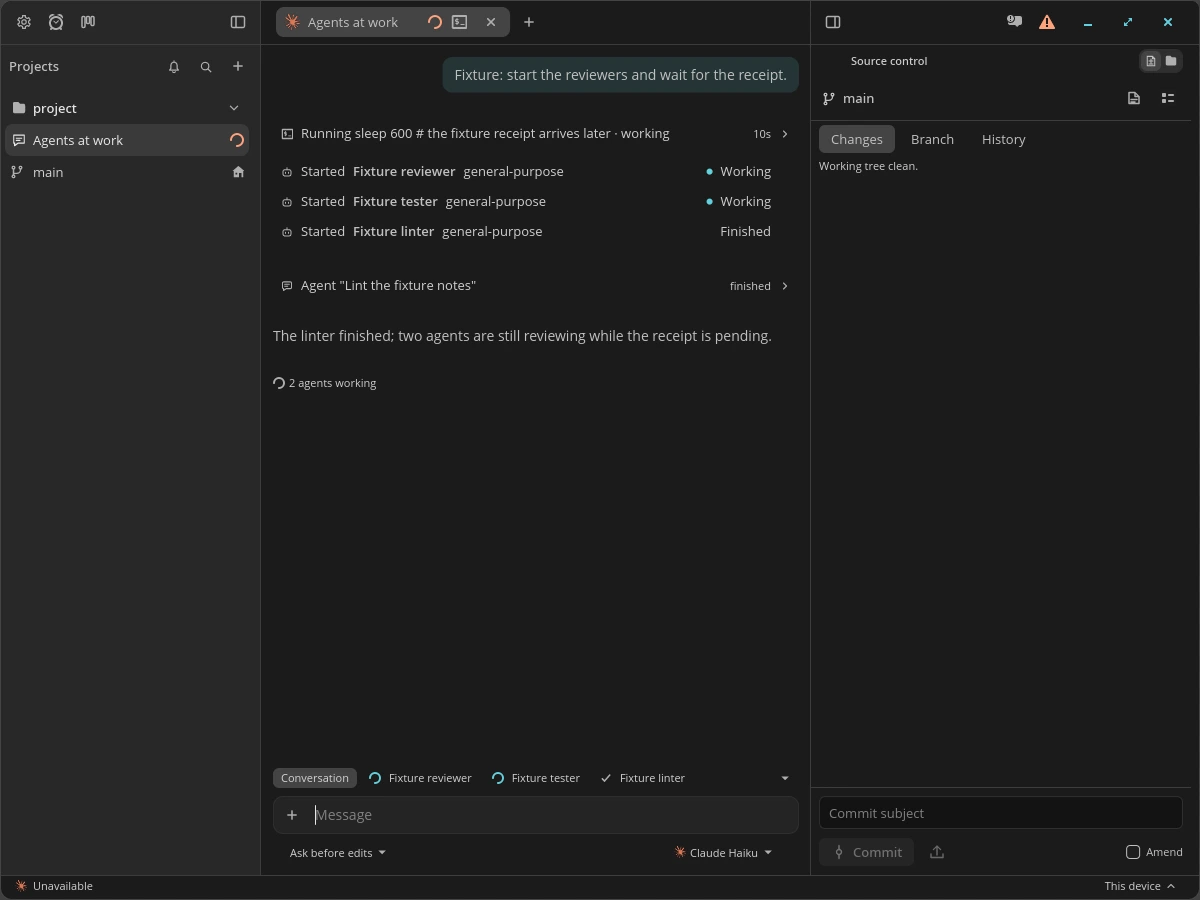 Agents at work
Projects
project
Agents at work
main
Fixture: start the reviewers and wait for the receipt.
Running sleep 600 # the fixture receipt arrives later · working 10s
Started Fixture reviewer general-purpose Working
Started Fixture tester general-purpose Working
Started Fixture linter general-purpose Finished
Agent "Lint the fixture notes" finished
The linter finished; two agents are still reviewing while the receipt is pending.
2 agents working
Conversation Fixture reviewer Fixture tester Fixture linter
Message
Ask before edits Claude Haiku
Source control
main
Changes Branch History
Working tree clean.
Commit subject
Commit Amend
Unavailable This device